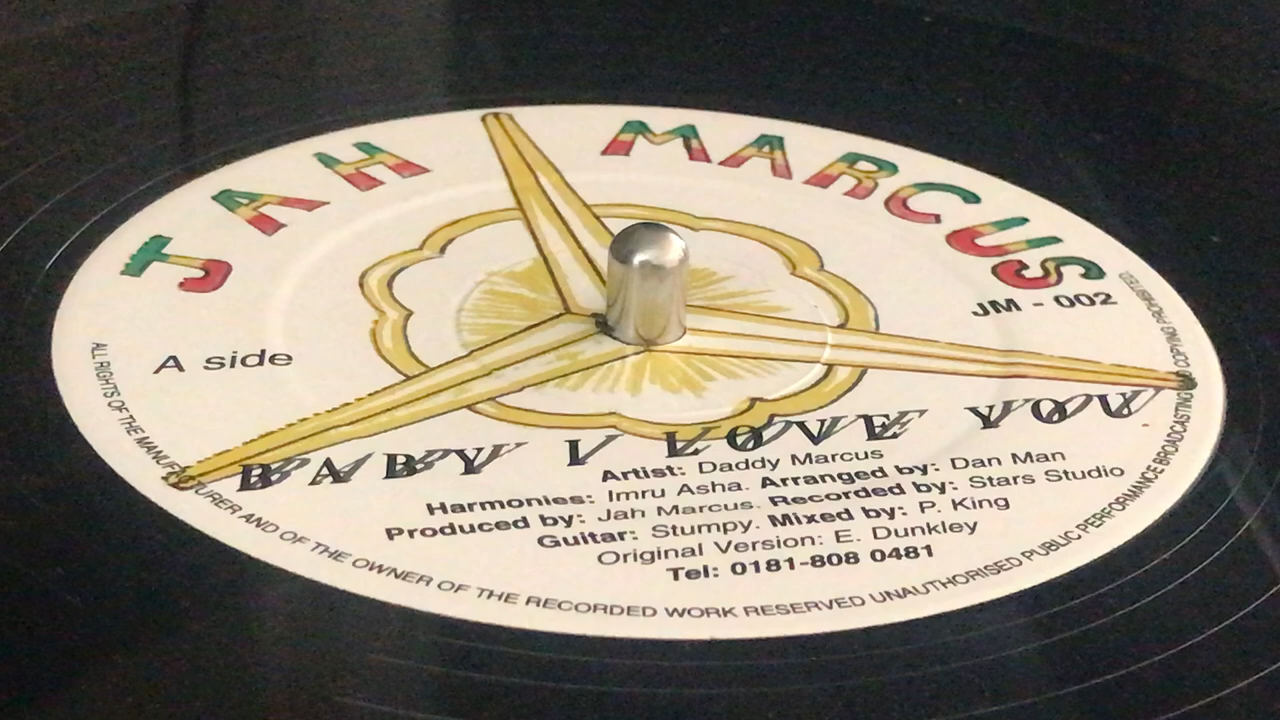 JAH MARCUS
JM - 002
A side
BABY I LOVE YOU
Artist: Daddy Marcus
Harmonies: Imru Asha. Arranged by: Dan Man
Produced by: Jah Marcus. Recorded by: Stars Studio
Guitar: Stumpy. Mixed by: P. King
Original Version: E. Dunkley
Tel: 0181-808 0481
ALL RIGHTS OF THE MANUFACTURER AND OF THE OWNER OF THE RECORDED WORK RESERVED UNAUTHORISED PUBLIC PERFORMANCE BROADCASTING AND COPYING PROHIBITED.